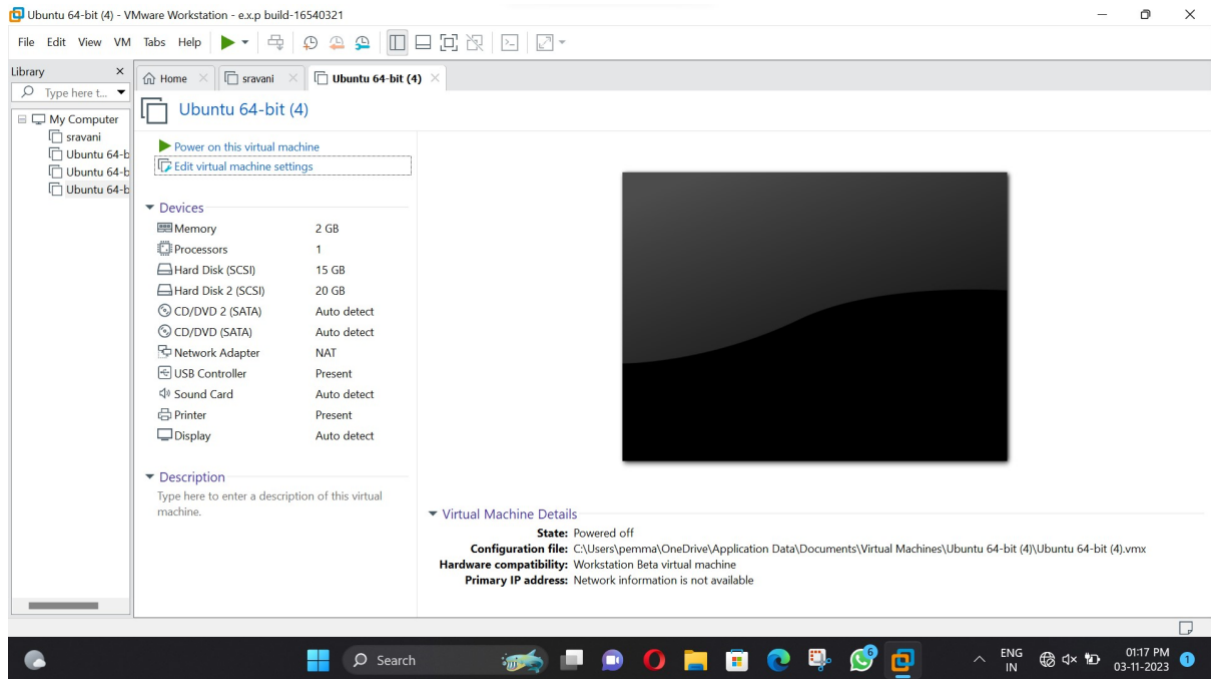 Ubuntu 64-bit (4) - VMware Workstation - e.x.p build-16540321
File Edit View VM Tabs Help
Library
Type here t...
My Computer
sravani
Ubuntu 64-b
Ubuntu 64-b
Ubuntu 64-b
Home
sravani
Ubuntu 64-bit (4)
Ubuntu 64-bit (4)
Power on this virtual machine
Edit virtual machine settings
Devices
Memory 2 GB
Processors 1
Hard Disk (SCSI) 15 GB
Hard Disk 2 (SCSI) 20 GB
CD/DVD 2 (SATA) Auto detect
CD/DVD (SATA) Auto detect
Network Adapter NAT
USB Controller Present
Sound Card Auto detect
Printer Present
Display Auto detect
Description
Type here to enter a description of this virtual
machine.
Virtual Machine Details
State: Powered off
Configuration file: C:\Users\pemma\OneDrive\Application Data\Documents\Virtual Machines\Ubuntu 64-bit (4)\Ubuntu 64-bit (4).vmx
Hardware compatibility: Workstation Beta virtual machine
Primary IP address: Network information is not available
Search
6
ENG
IN
01:17 PM
03-11-2023
1